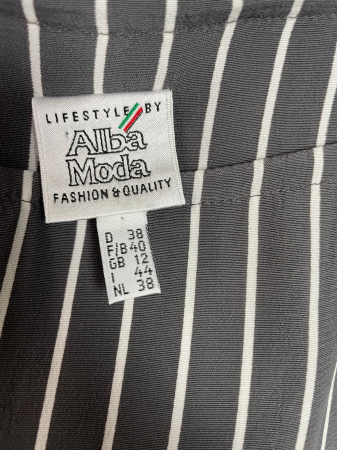 LIFESTYLE BY
Alba
Moda
FASHION & QUALITY
D 38
F/B 40
GB 12
I 44
NL 38